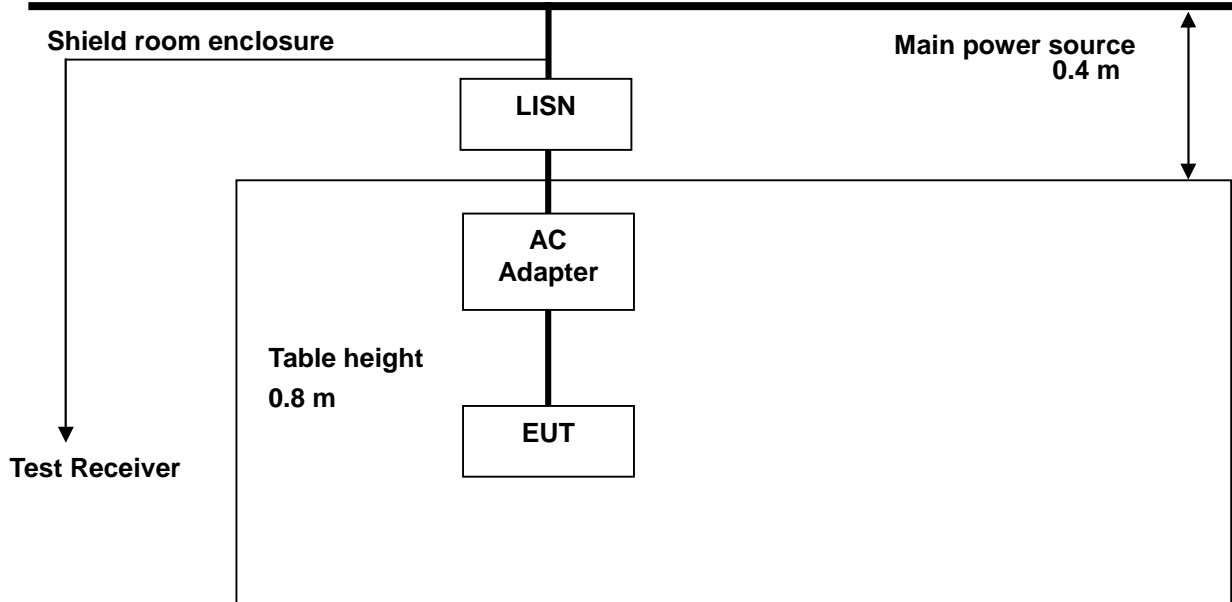 Shield room enclosure
Main power source
0.4 m
LISN
AC
Adapter
Table height
0.8 m
EUT
Test Receiver